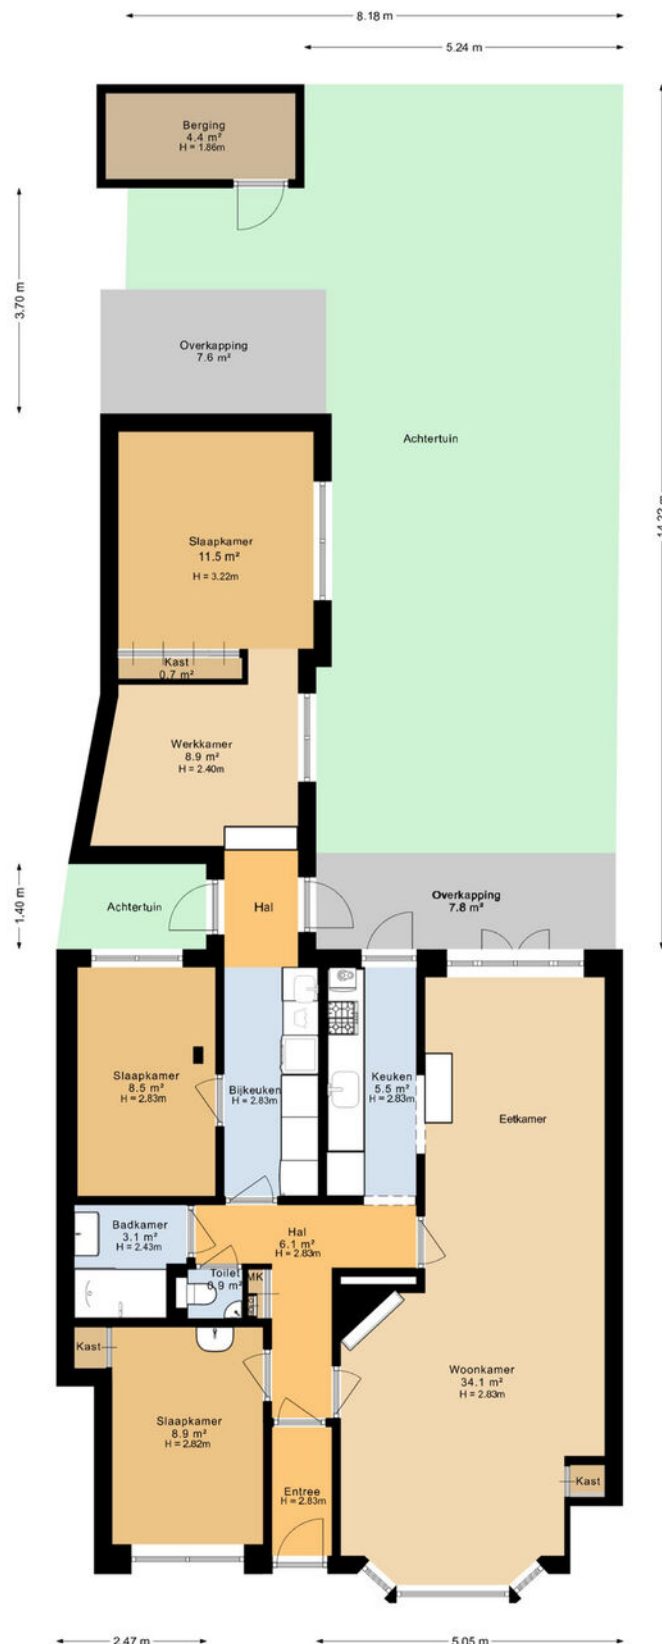 8.18 m
5.24 m
Berging
4.4 m²
H = 1.86m
3.70 m
Overkapping
7.6 m²
Achtertuin
14.22 m
Slaapkamer
11.5 m²
H = 3.22m
Kast
0.7 m²
Werkkamer
8.9 m²
H = 2.40m
1.40 m
Achtertuin
Hal
Overkapping
7.8 m²
Slaapkamer
8.5 m²
H = 2.83m
Bijkeuken
H = 2.83m
Keuken
5.5 m²
H = 2.83m
Eetkamer
Badkamer
3.1 m²
H = 2.43m
Hal
6.1 m²
H = 2.83m
Toilet
0.9 m²
MK
Kast
Woonkamer
34.1 m²
H = 2.83m
Slaapkamer
8.9 m²
H = 2.82m
Kast
Entree
H = 2.83m
2.47 m
5.05 m